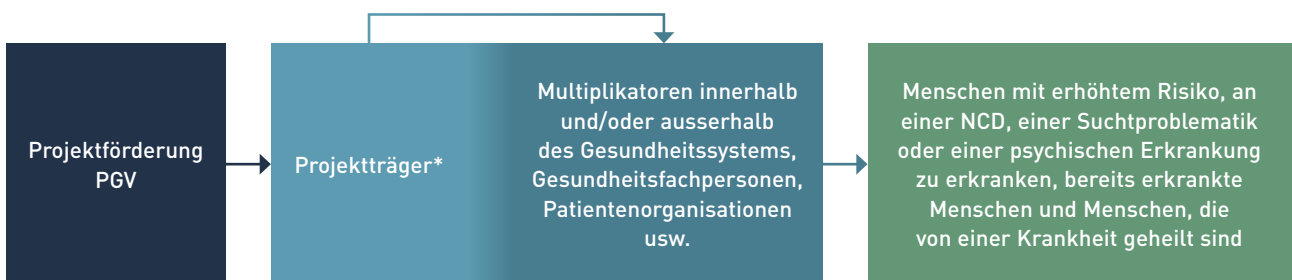 Projektförderung
PGV
Projektträger*
Multiplikatoren innerhalb
und/oder ausserhalb
des Gesundheitssystems,
Gesundheitsfachpersonen,
Patientenorganisationen
usw.
Menschen mit erhöhtem Risiko, an
einer NCD, einer Suchtproblematik
oder einer psychischen Erkrankung
zu erkranken, bereits erkrankte
Menschen und Menschen, die
von einer Krankheit geheilt sind